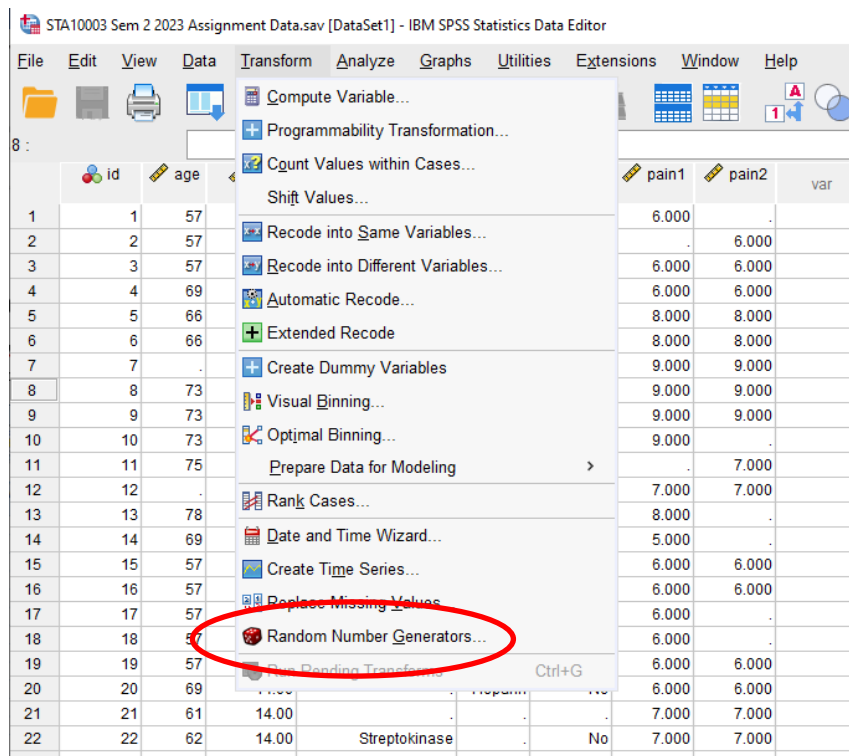 STA10003 Sem 2 2023 Assignment Data.sav [DataSet1] - IBM SPSS Statistics Data Editor
File Edit View Data Transform Analyze Graphs Utilities Extensions Window Help
A
1
8 :
Compute Variable...
Programmability Transformation...
Count Values within Cases...
Shift Values...
Recode into Same Variables...
Recode into Different Variables...
Automatic Recode...
Extended Recode
Create Dummy Variables
Visual Binning...
Optimal Binning...
Prepare Data for Modeling >
Rank Cases...
Date and Time Wizard...
Create Time Series...
Replace Missing Values...
Random Number Generators...
Run Pending Transforms Ctrl+G
id age pain1 pain2 var
1 1 57 6.000 .
2 2 57 . 6.000
3 3 57 6.000 6.000
4 4 69 6.000 6.000
5 5 66 8.000 8.000
6 6 66 8.000 8.000
7 7 . 9.000 9.000
8 8 73 9.000 9.000
9 9 73 9.000 9.000
10 10 73 9.000 .
11 11 75 . 7.000
12 12 . 7.000 7.000
13 13 78 8.000 .
14 14 69 5.000 .
15 15 57 6.000 6.000
16 16 57 6.000 6.000
17 17 57 6.000 .
18 18 57 6.000 .
19 19 57 6.000 6.000
20 20 69 14.00 . No 6.000 6.000
21 21 61 14.00 . . . 7.000 7.000
22 22 62 14.00 Streptokinase . No 7.000 7.000